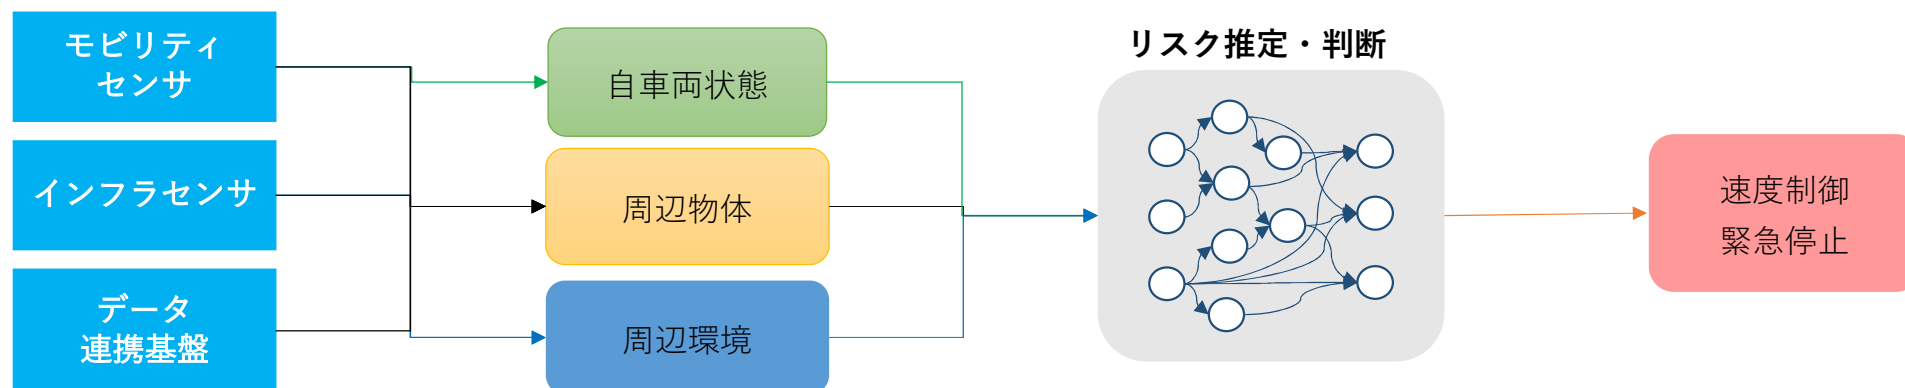 モビリティ
センサ
インフラセンサ
データ
連携基盤
自車両状態
周辺物体
周辺環境
リスク推定・判断
速度制御
緊急停止